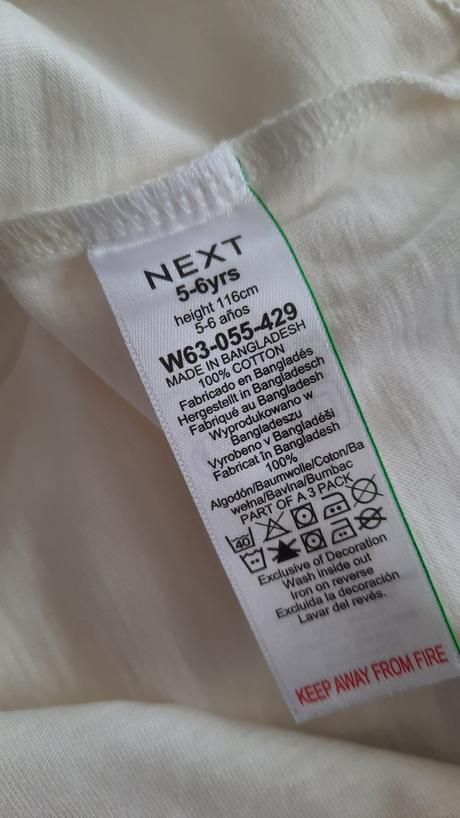 NEXT
5-6yrs
height 116cm
5-6 años
W63-055-429
MADE IN BANGLADESH
100% COTTON
Fabricado en Bangladés
Hergestellt in Bangladesch
Fabriqué au Bangladesh
Wyprodukowano w
Bangladeszu
Vyrobeno v Bangladéši
Fabricat în Bangladesh
100%
Algodón/Baumwolle/Coton/Ba
wełna/Bavlna/Bumbac
PART OF A 3 PACK
40
Exclusive of Decoration
Wash inside out
Iron on reverse
Excluida la decoración
Lavar del revés.
KEEP AWAY FROM FIRE